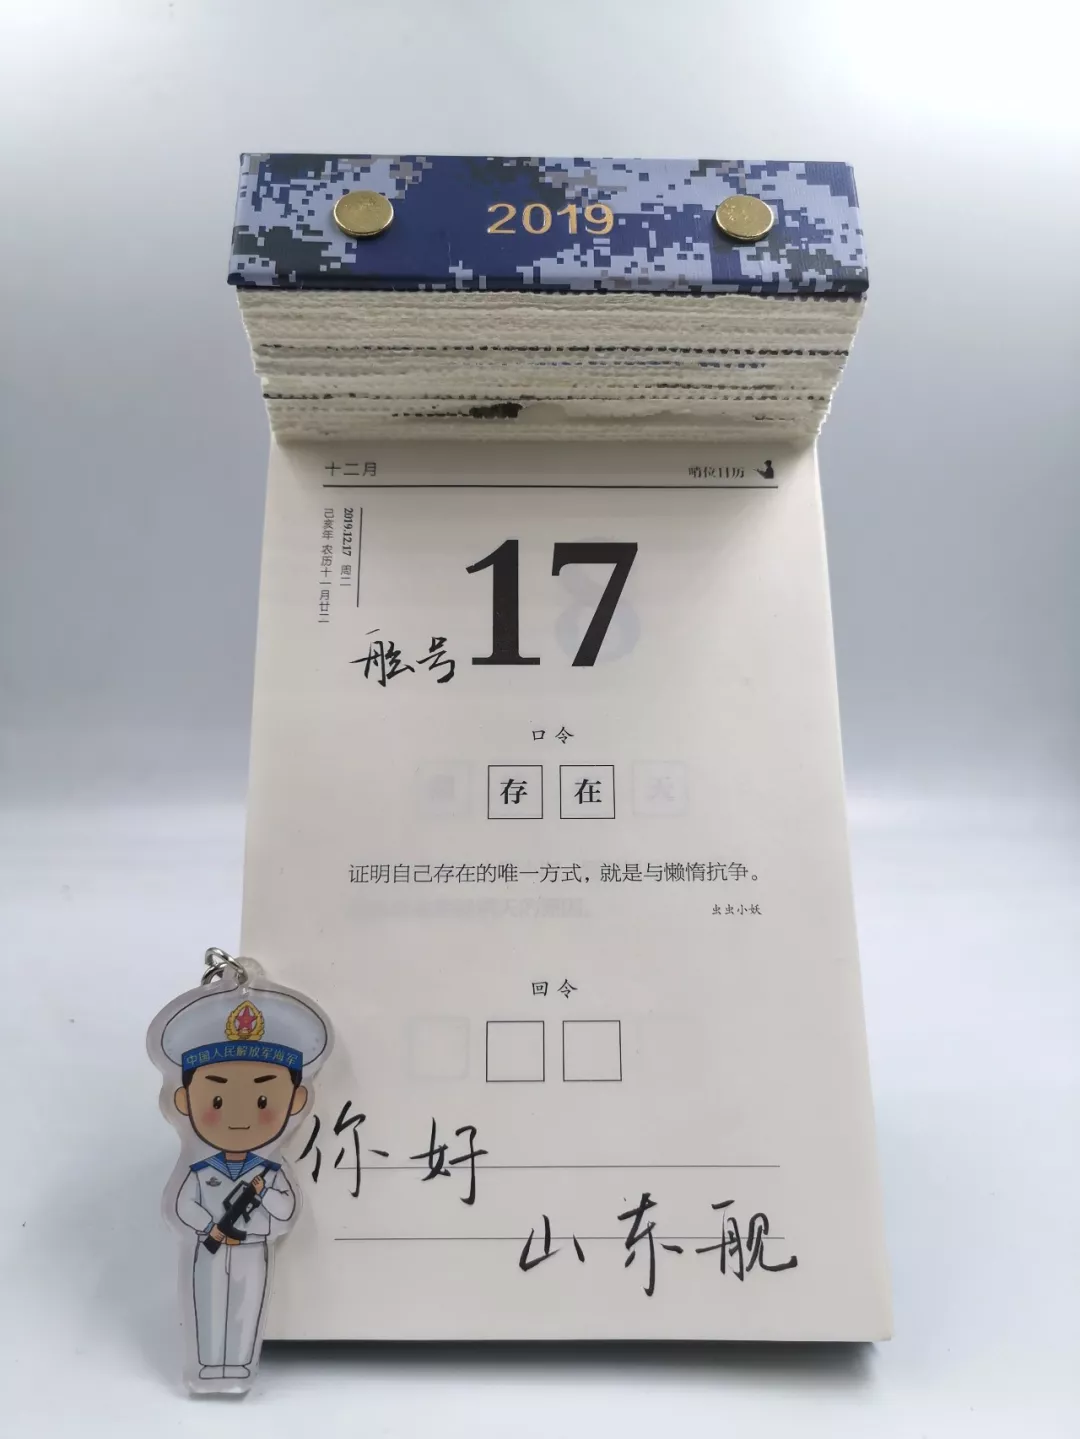 2019
十二月
哨位日历
2019.12.17 周二
己亥年 农历十一月廿二
17
舷号
口令
存在
证明自己存在的唯一方式，就是与懒惰抗争。
虫虫小妖
回令
中国人民解放军海军
你好
山东舰